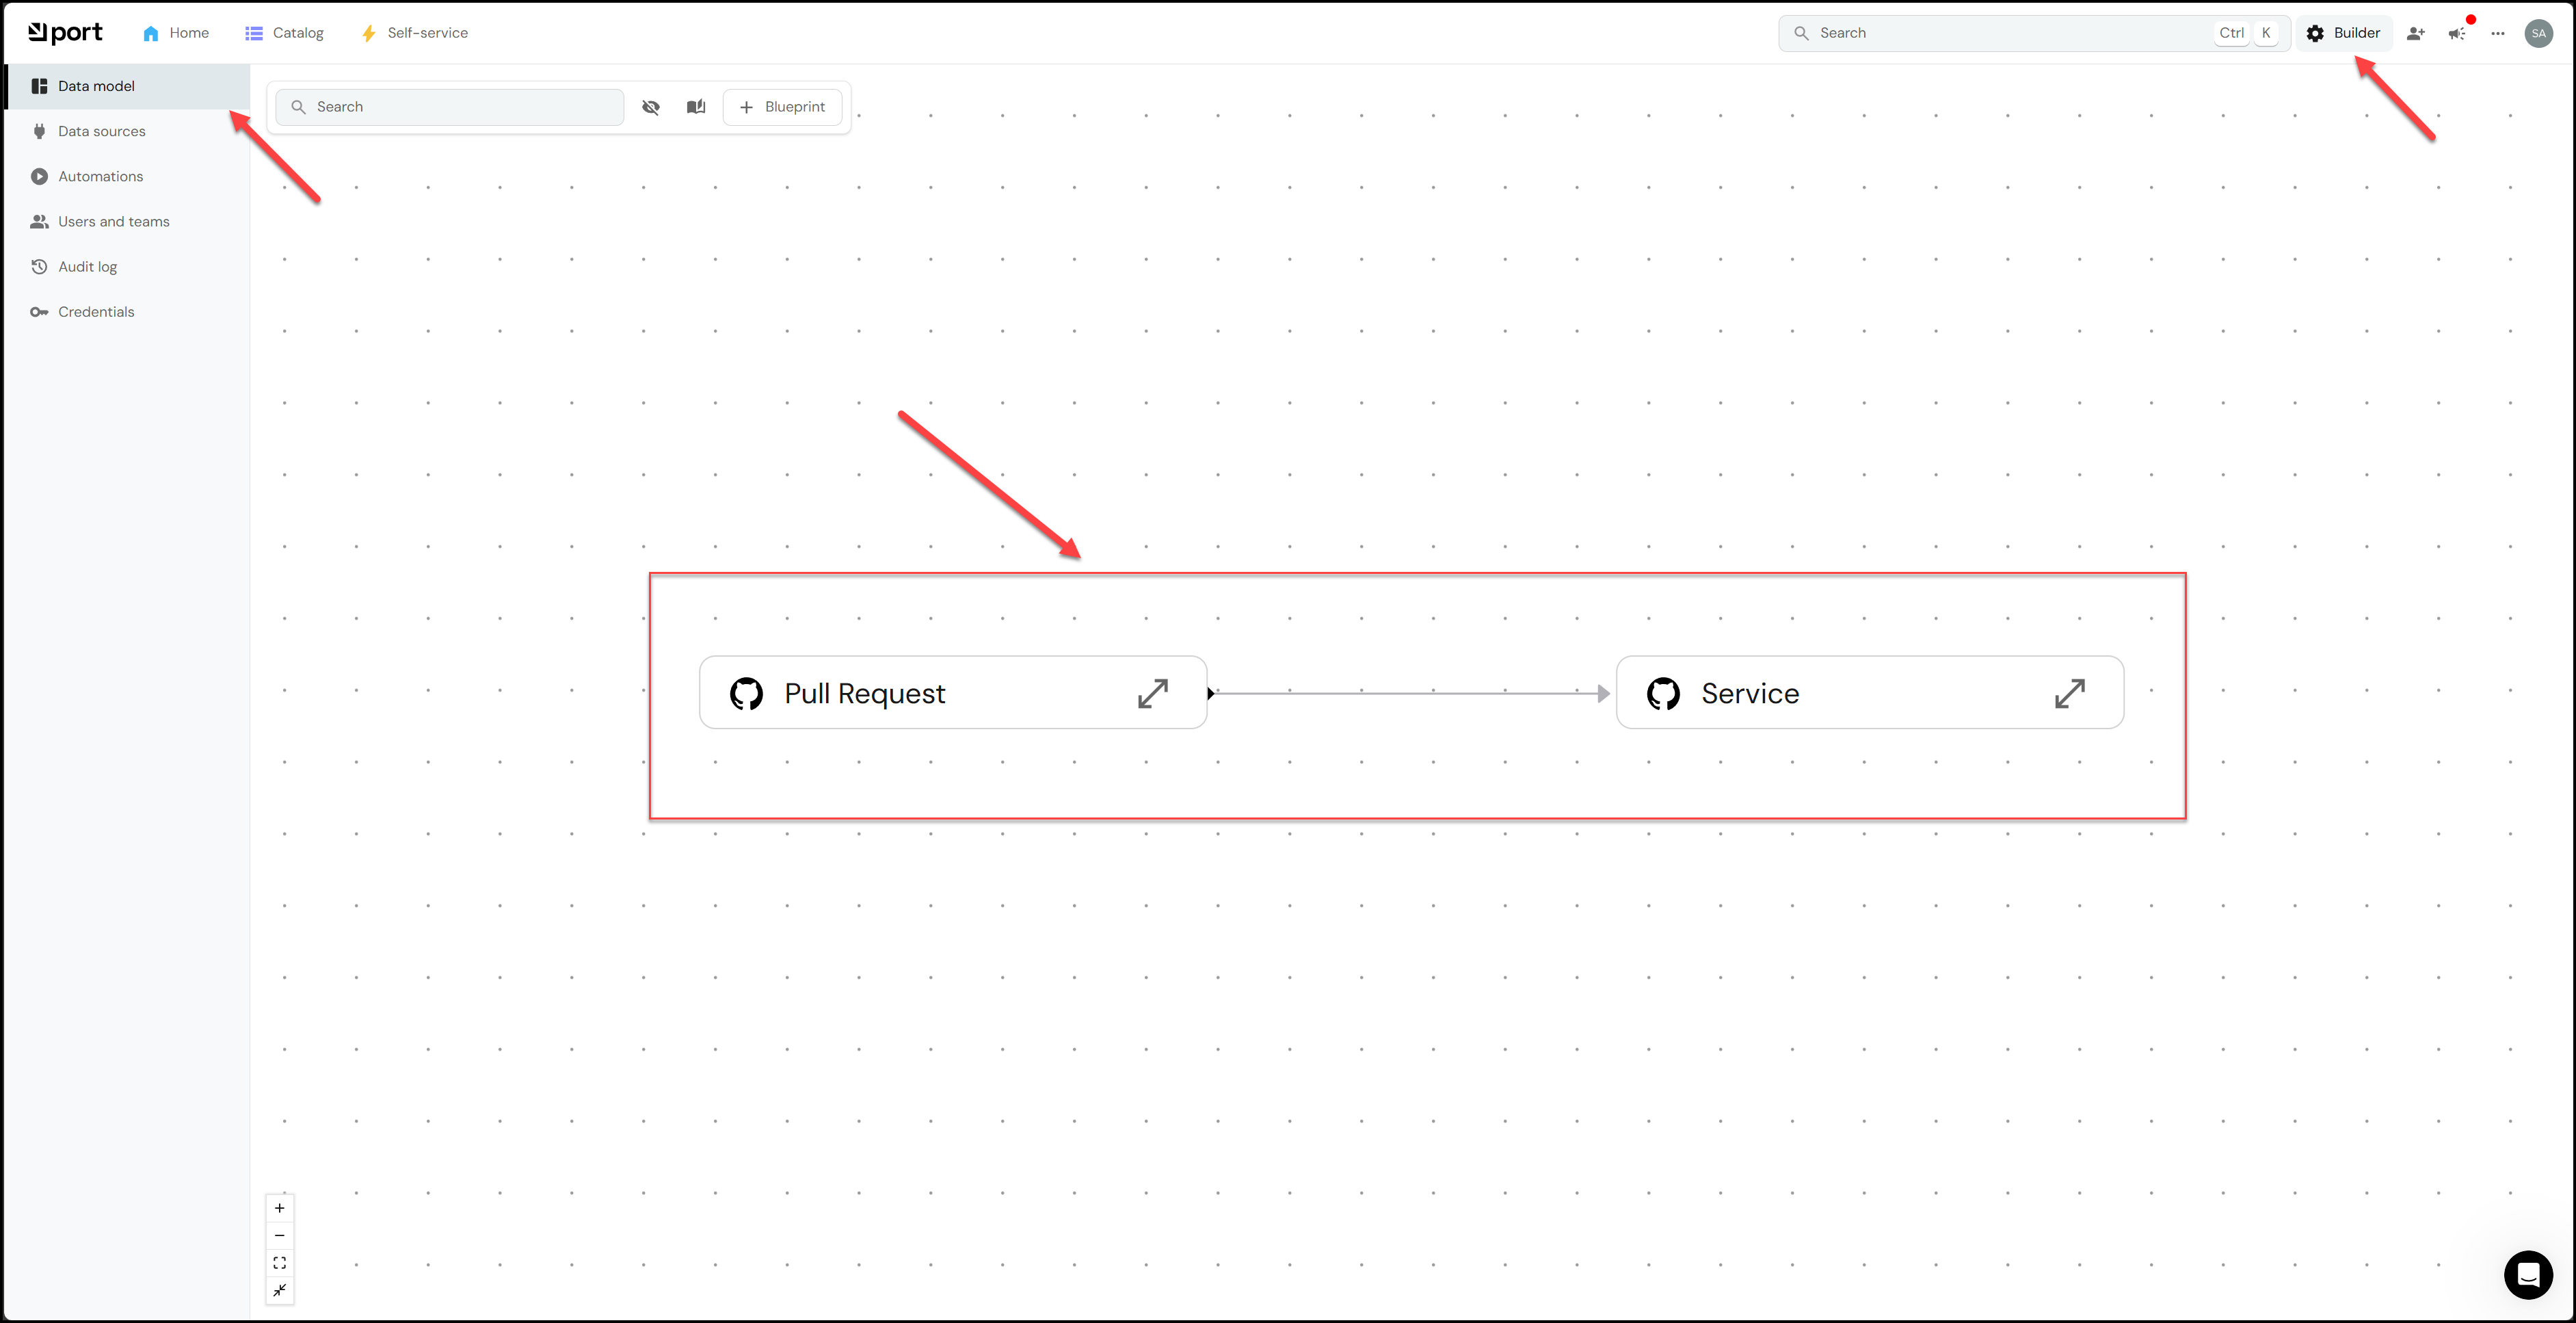 port
Home
Catalog
Self-service
Search
Ctrl
K
Builder
SA
Data model
Data sources
Automations
Users and teams
Audit log
Credentials
Search
Blueprint
Pull Request
Service